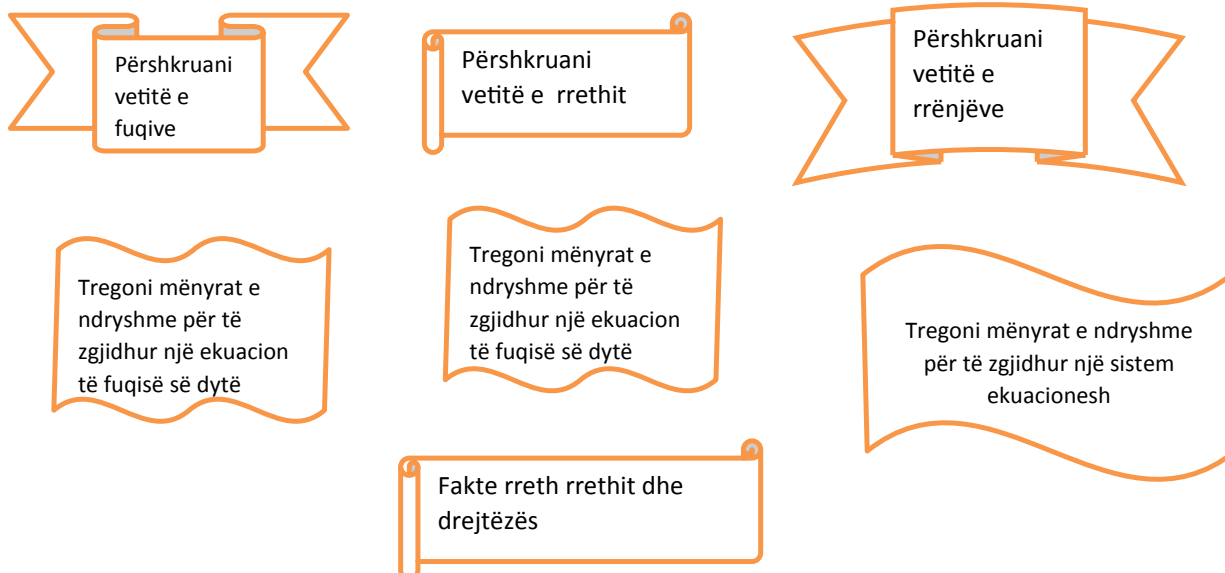 Përshkruani
vetitë e
fuqive
Përshkruani
vetitë e  rrethit
Përshkruani
vetitë e
rrënjëve
Tregoni mënyrat e
ndryshme për të
zgjidhur një ekuacion
të fuqisë së dytë
Tregoni mënyrat e
ndryshme për të
zgjidhur një ekuacion
të fuqisë së dytë
Tregoni mënyrat e ndryshme
për të zgjidhur një sistem
ekuacionesh
Fakte rreth rrethit dhe
drejtëzës